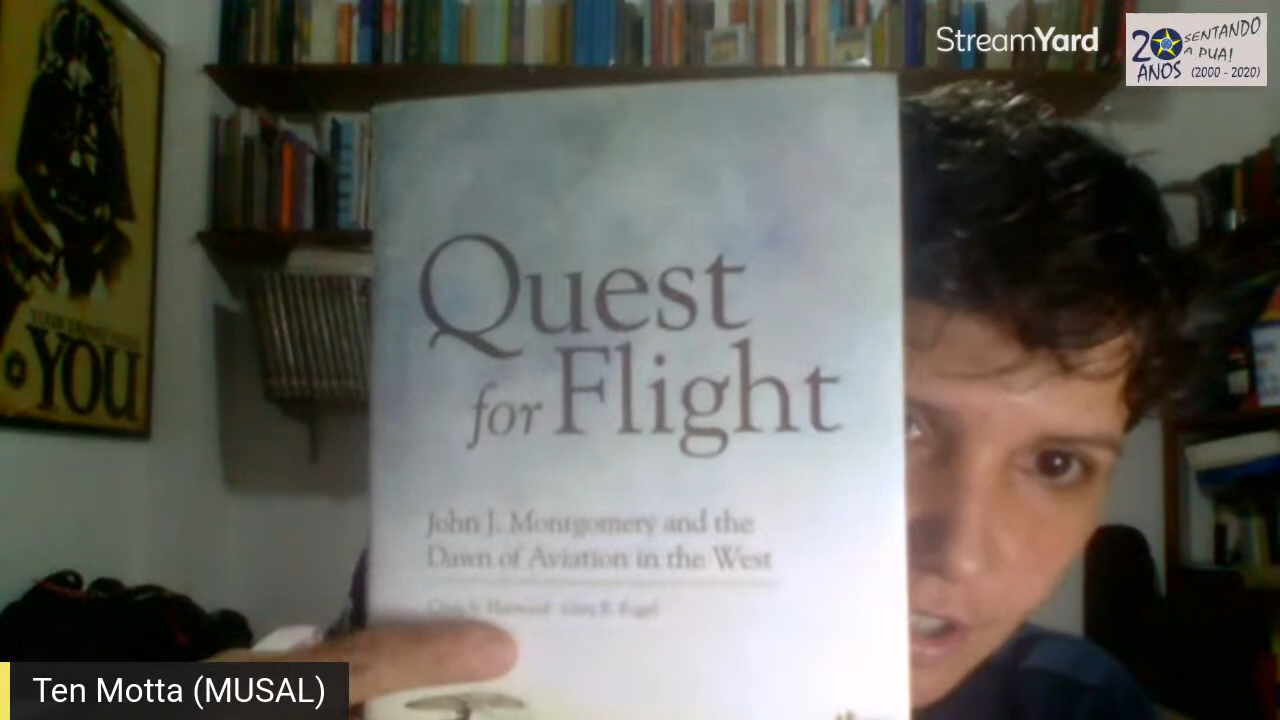 StreamYard
20 ANOS
SENTANDO
A PUA!
(2000 - 2020)
YOU
Quest
for Flight
John J. Montgomery and the
Dawn of Aviation in the West
Ten Motta (MUSAL)